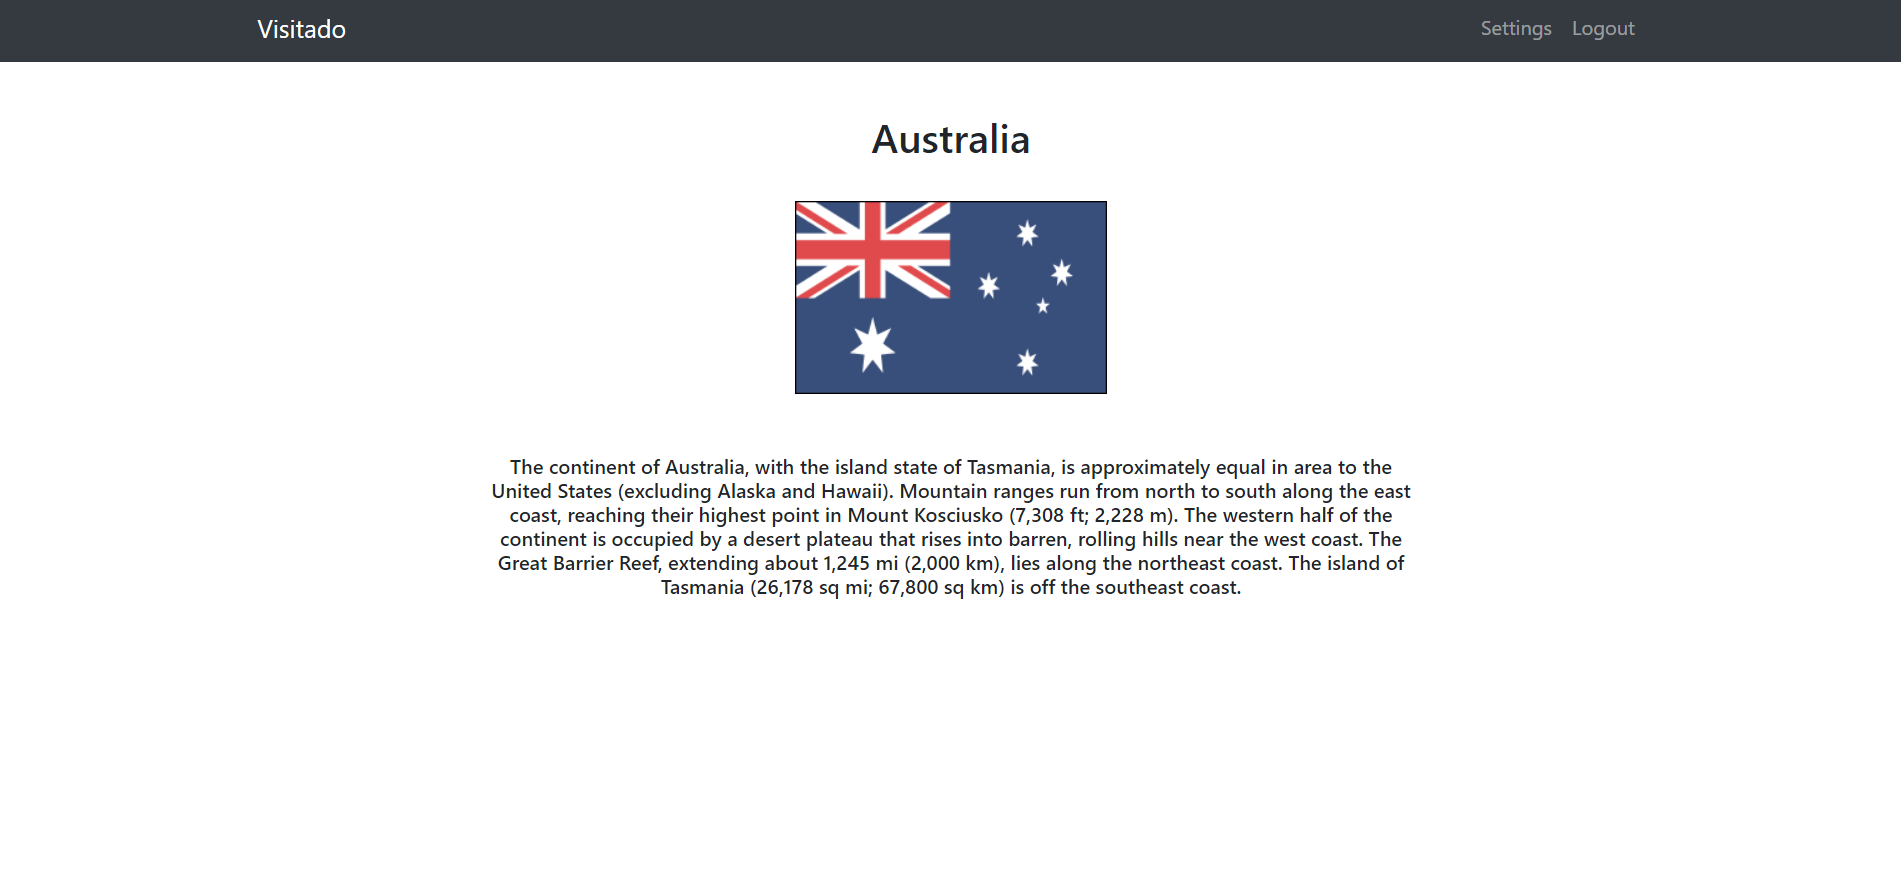 Visitado
Settings
Logout
Australia
The continent of Australia, with the island state of Tasmania, is approximately equal in area to the
United States (excluding Alaska and Hawaii). Mountain ranges run from north to south along the east
coast, reaching their highest point in Mount Kosciusko (7,308 ft; 2,228 m). The western half of the
continent is occupied by a desert plateau that rises into barren, rolling hills near the west coast. The
Great Barrier Reef, extending about 1,245 mi (2,000 km), lies along the northeast coast. The island of
Tasmania (26,178 sq mi; 67,800 sq km) is off the southeast coast.